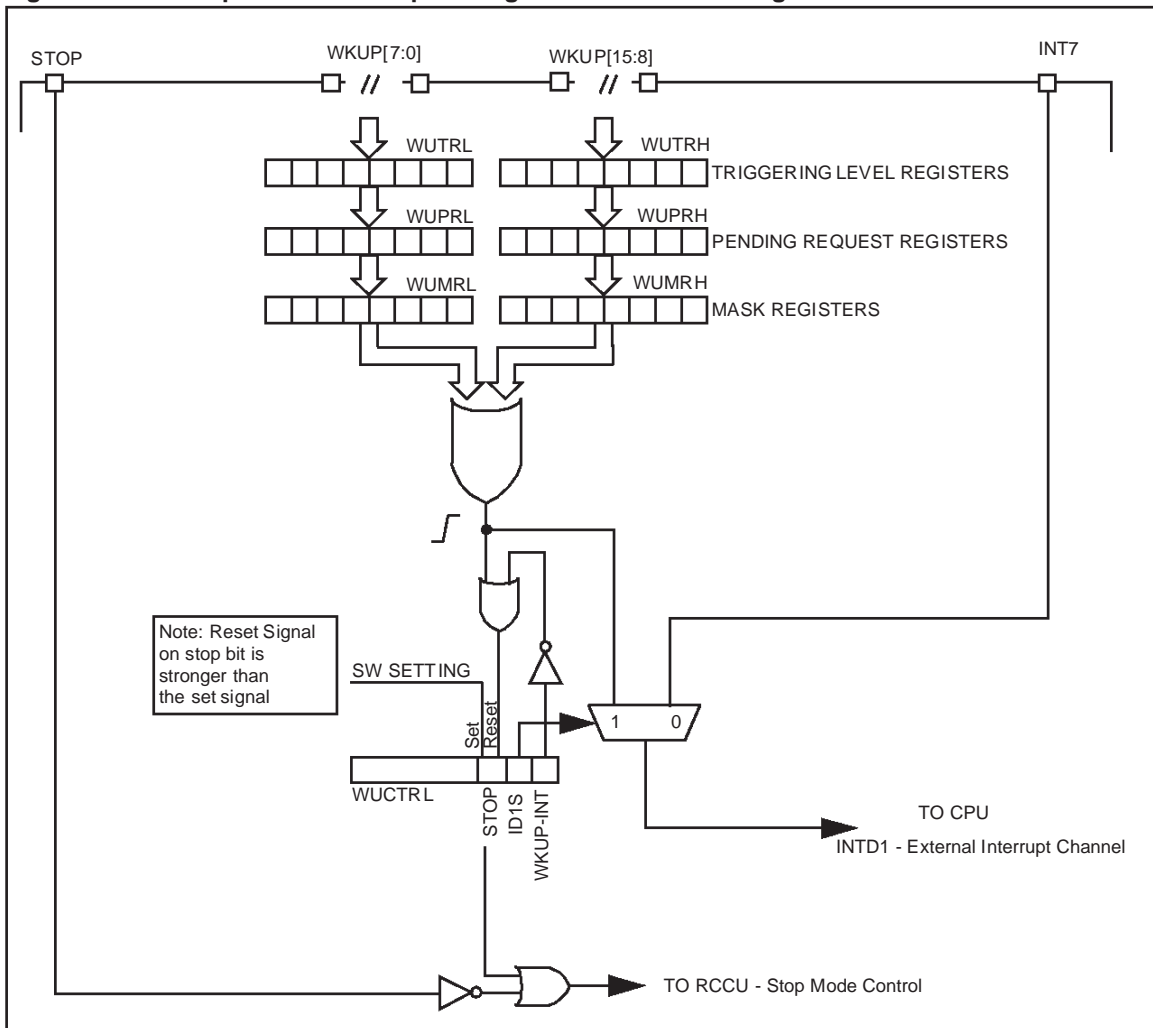 STOP
WKUP[7:0]
WKUP[15:8]
INT7
WUTRL
WUTRH
TRIGGERING LEVEL REGISTERS
WUPRL
WUPRH
PENDING REQUEST REGISTERS
WUMRL
WUMRH
MASK REGISTERS
Note: Reset Signal
on stop bit is
stronger than
the set signal
SW SETTING
Set
Reset
1
0
WUCTRL
STOP
ID1S
WKUP-INT
TO CPU
INTD1 - External Interrupt Channel
TO RCCU - Stop Mode Control